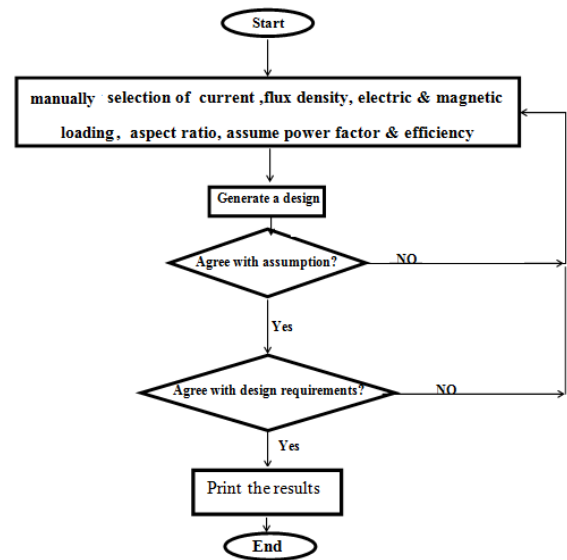 Start
manually selection of current ,flux density, electric & magnetic
loading, aspect ratio, assume power factor & efficiency
Generate a design
Agree with assumption?
NO
Yes
Agree with design requirements?
NO
Yes
Print the results
End